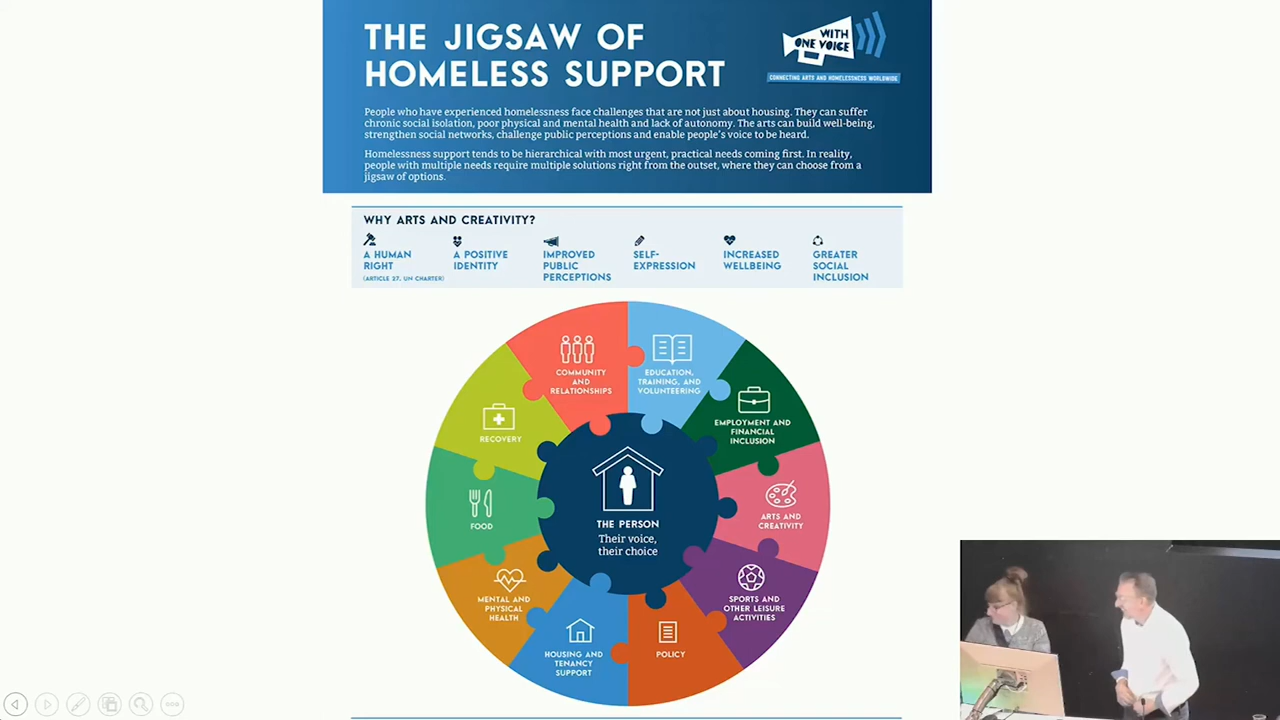 THE JIGSAW OF
HOMELESS SUPPORT
WITH
ONE VOICE
CONNECTING ARTS AND HOMELESSNESS WORLDWIDE
People who have experienced homelessness face challenges that are not just about housing. They can suffer
chronic social isolation, poor physical and mental health and lack of autonomy. The arts can build well-being,
strengthen social networks, challenge public perceptions and enable people's voice to be heard.
Homelessness support tends to be hierarchical with most urgent, practical needs coming first. In reality,
people with multiple needs require multiple solutions right from the outset, where they can choose from a
jigsaw of options.
WHY ARTS AND CREATIVITY?
A HUMAN
RIGHT
(ARTICLE 27, UN CHARTER)
A POSITIVE
IDENTITY
IMPROVED
PUBLIC
PERCEPTIONS
SELF-
EXPRESSION
INCREASED
WELLBEING
GREATER
SOCIAL
INCLUSION
COMMUNITY
AND
RELATIONSHIPS
EDUCATION,
TRAINING, AND
VOLUNTEERING
EMPLOYMENT AND
FINANCIAL
INCLUSION
ARTS AND
CREATIVITY
SPORTS AND
OTHER LEISURE
ACTIVITIES
POLICY
HOUSING AND
TENANCY
SUPPORT
MENTAL AND
PHYSICAL
HEALTH
FOOD
RECOVERY
THE PERSON
Their voice,
their choice